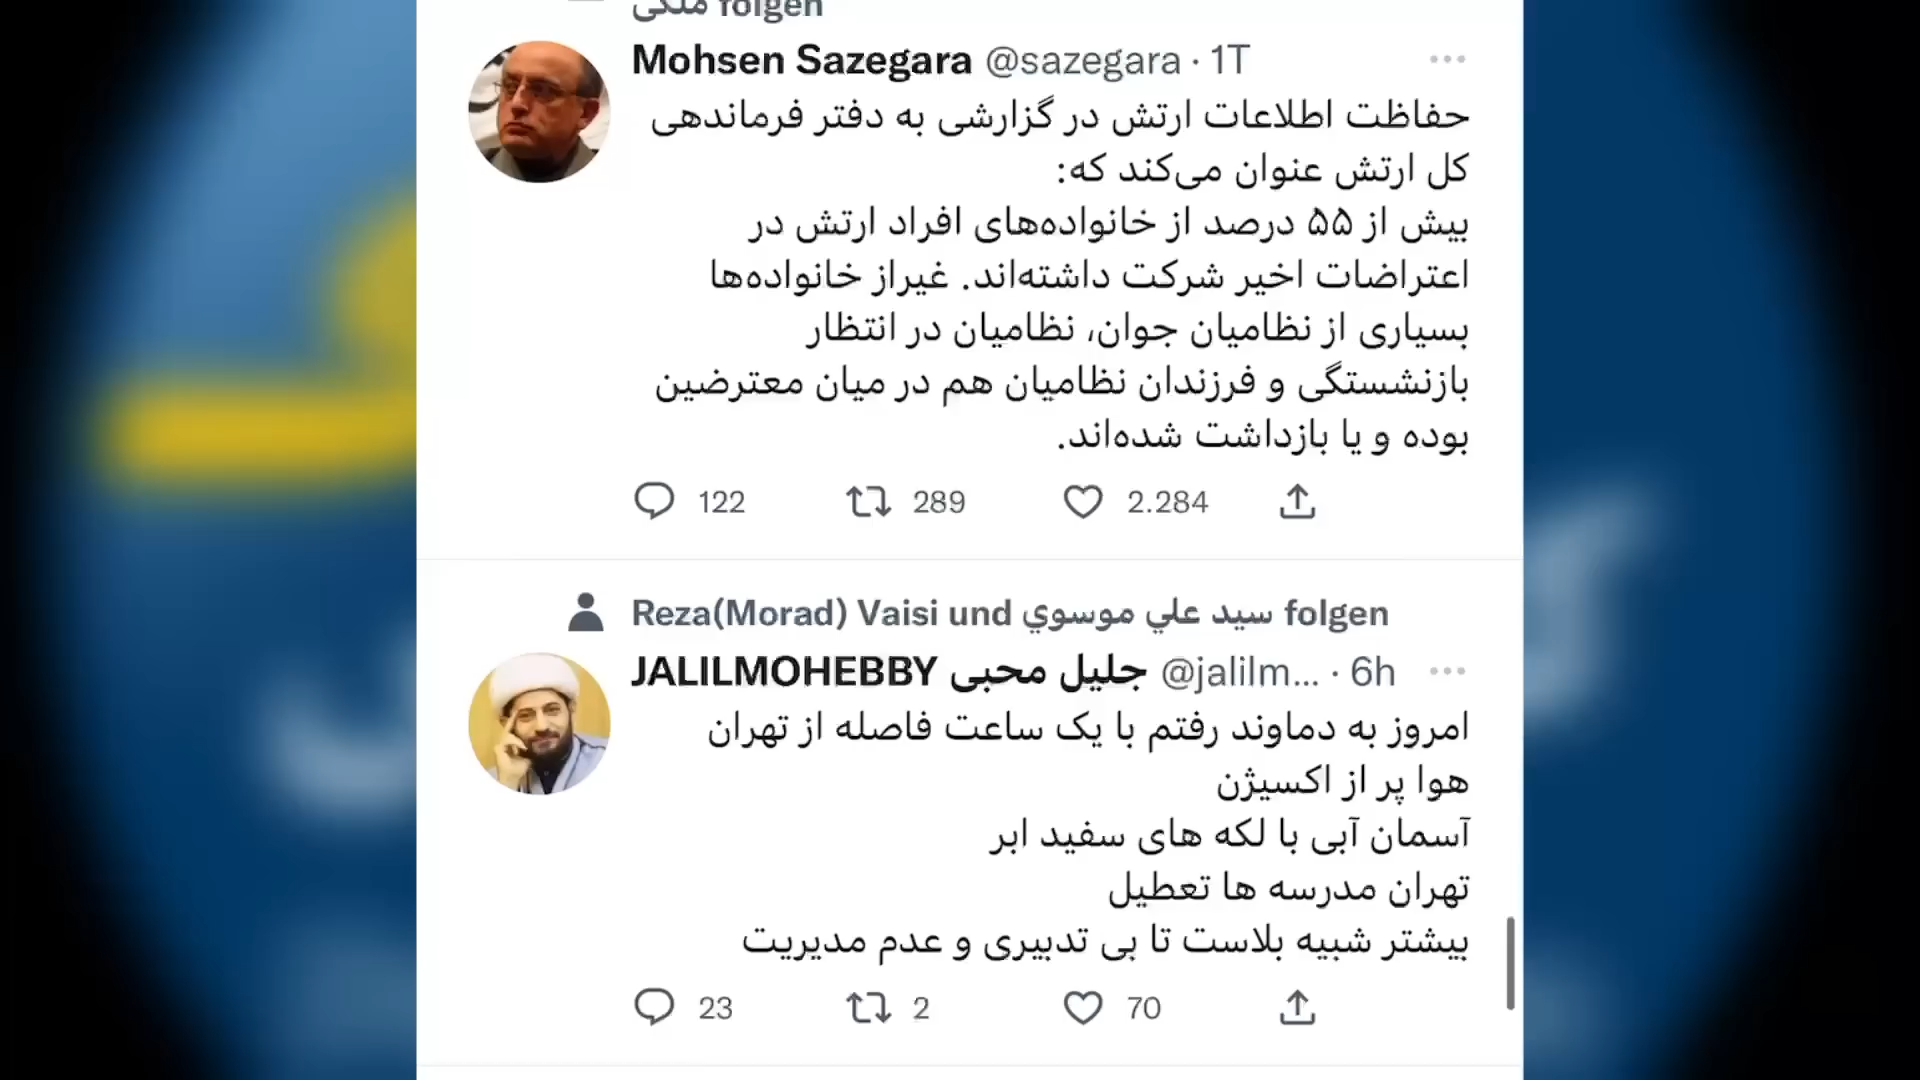 ملکی folgen
Mohsen Sazegara @sazegara · 1T
حفاظت اطلاعات ارتش در گزارشی به دفتر فرماندهی
کل ارتش عنوان می‌کند که:
بیش از ۵۵ درصد از خانواده‌های افراد ارتش در
اعتراضات اخیر شرکت داشته‌اند. غیراز خانواده‌ها
بسیاری از نظامیان جوان، نظامیان در انتظار
بازنشستگی و فرزندان نظامیان هم در میان معترضین
بوده و یا بازداشت شده‌اند.
122 289 2.284
Reza(Morad) Vaisi und سيد علي موسوي folgen
JALILMOHEBBY جلیل محبی @jalilm... · 6h
امروز به دماوند رفتم با یک ساعت فاصله از تهران
هوا پر از اکسیژن
آسمان آبی با لکه های سفید ابر
تهران مدرسه ها تعطیل
بیشتر شبیه بلاست تا بی تدبیری و عدم مدیریت
23 2 70